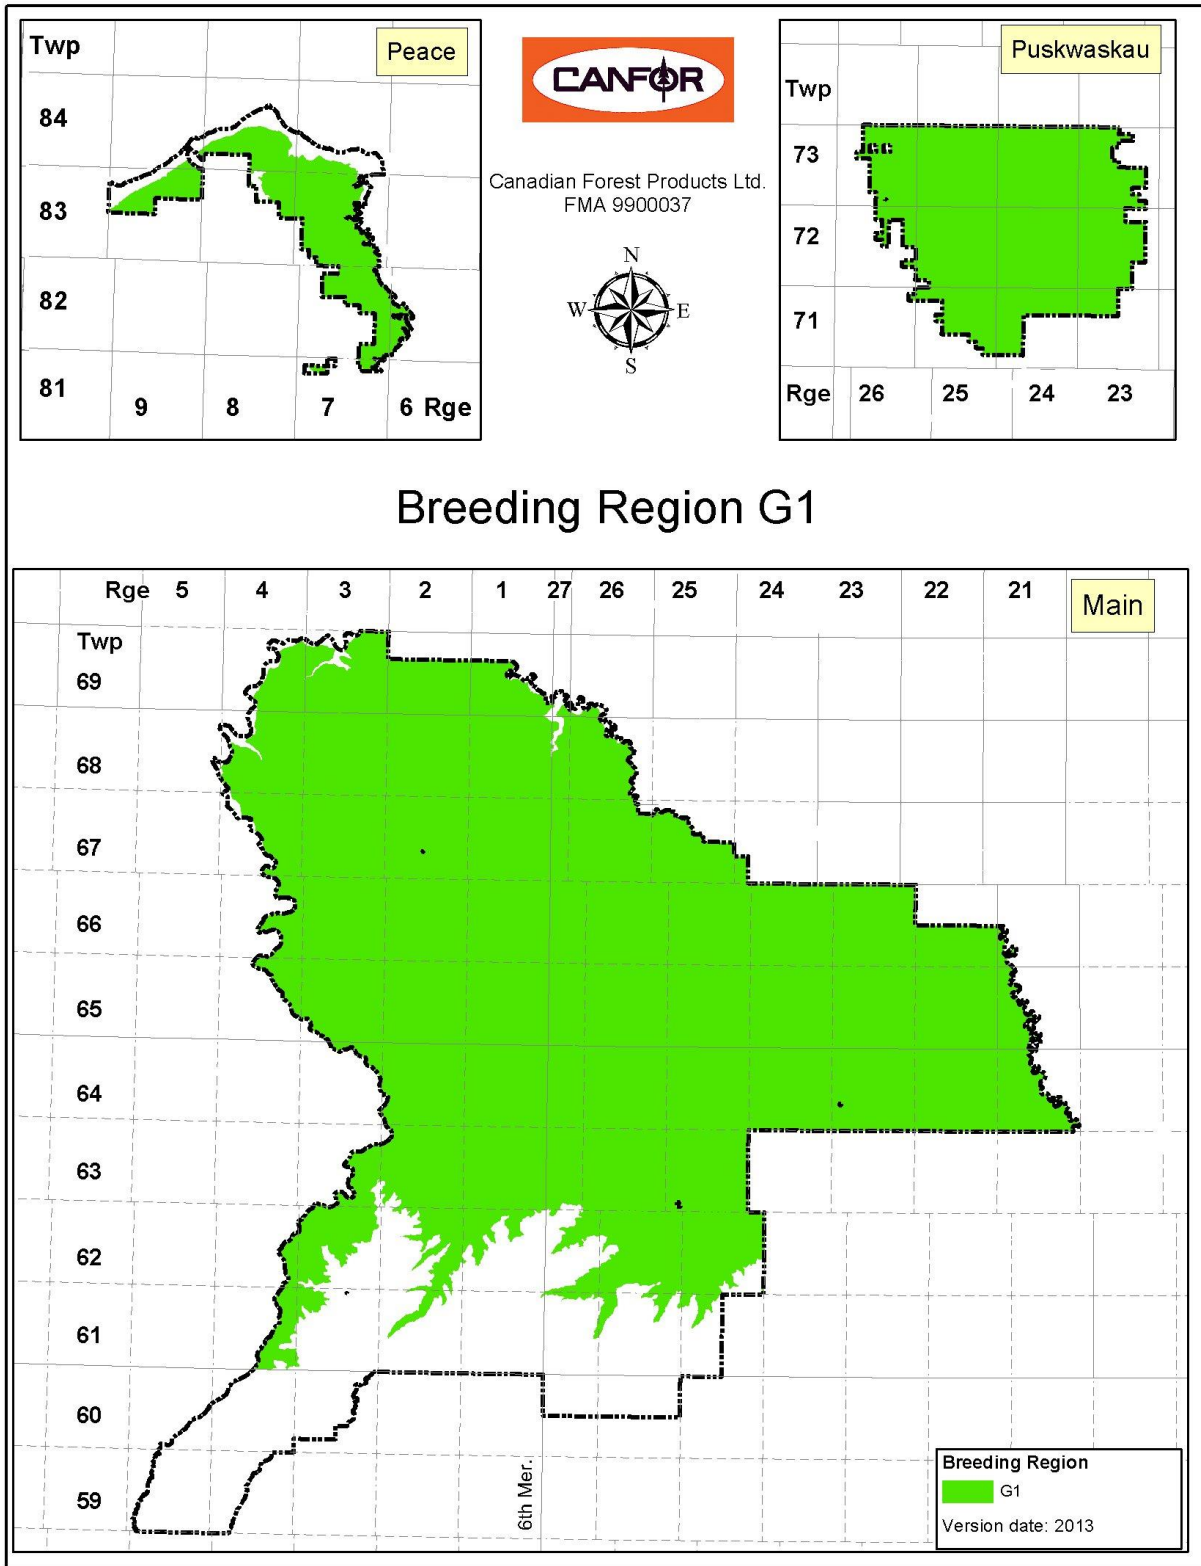 Twp
Peace
84
83
82
81
9 8 7 6 Rge
CANFOR
Canadian Forest Products Ltd.
FMA 9900037
N
W E
S
Puskwaskau
Twp
73
72
71
Rge 26 25 24 23
Breeding Region G1
Rge 5 4 3 2 1 27 26 25 24 23 22 21
Main
Twp
69
68
67
66
65
64
63
62
61
60
59
6th Mer.
Breeding Region
G1
Version date: 2013